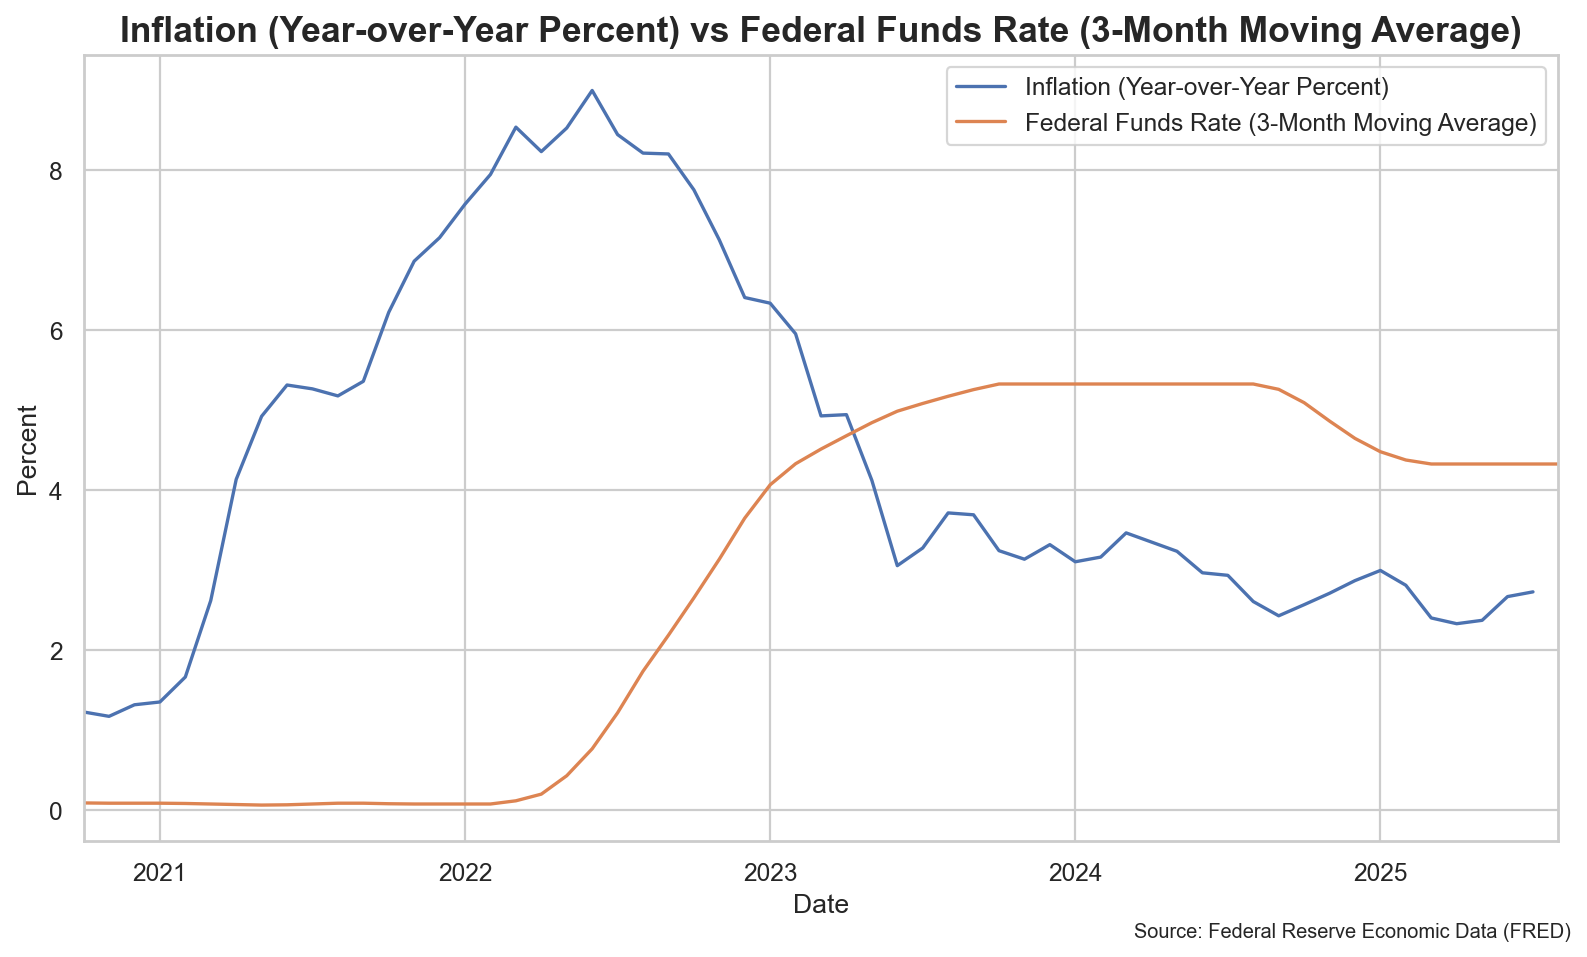 Inflation (Year-over-Year Percent) vs Federal Funds Rate (3-Month Moving Average)
Inflation (Year-over-Year Percent)
Federal Funds Rate (3-Month Moving Average)
Percent
8
6
4
2
0
2021 2022 2023 2024 2025
Date
Source: Federal Reserve Economic Data (FRED)